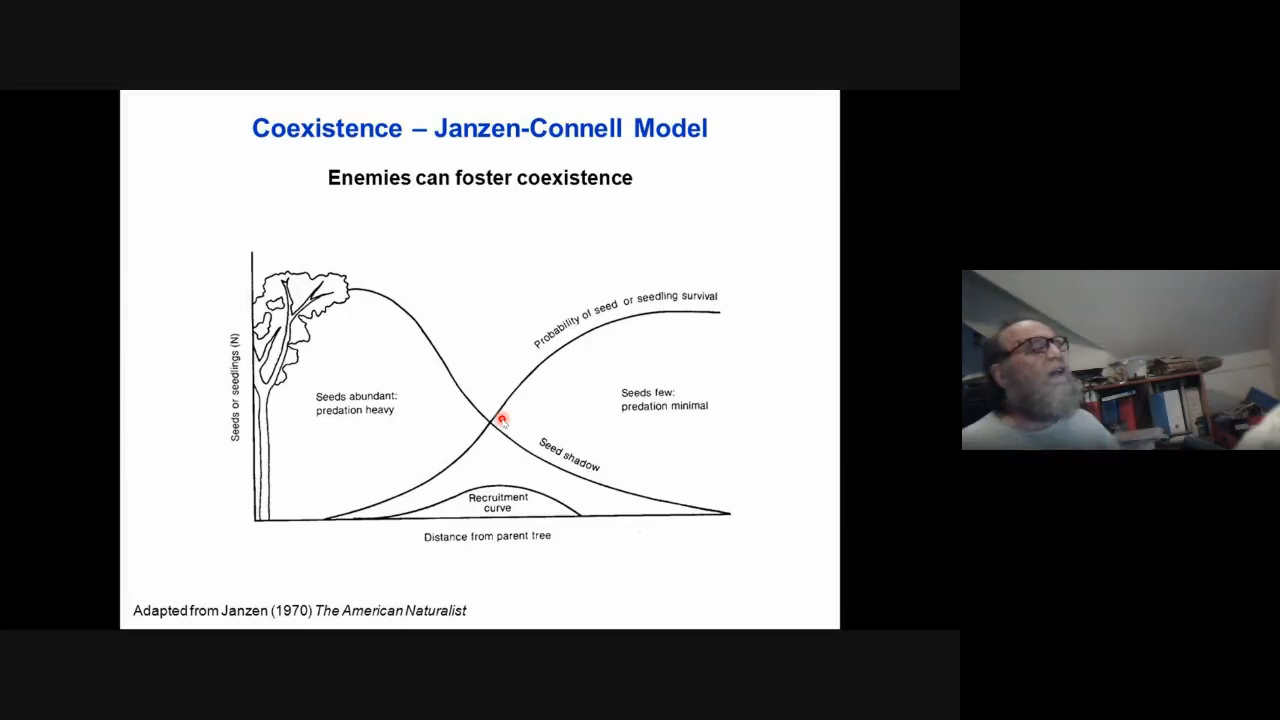 Coexistence – Janzen-Connell Model
Enemies can foster coexistence
Seeds or seedlings (N)
Probability of seed or seedling survival
Seeds abundant:
predation heavy
Seeds few:
predation minimal
Seed shadow
Recruitment
curve
Distance from parent tree
Adapted from Janzen (1970) The American Naturalist